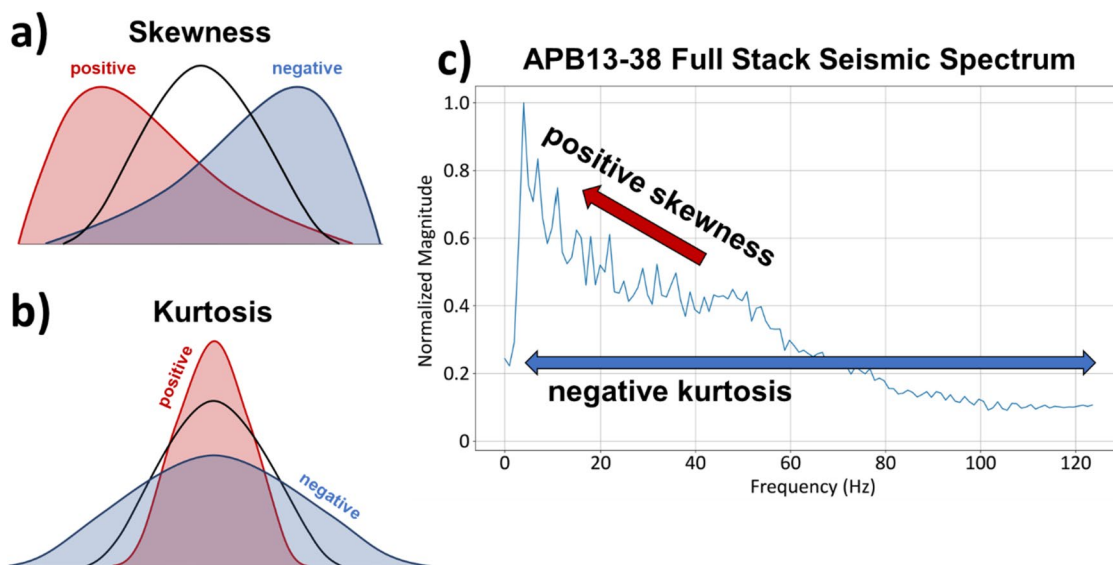 a)
Skewness
positive
negative
b)
Kurtosis
positive
negative
c)
APB13-38 Full Stack Seismic Spectrum
Normalized Magnitude
1.0
0.8
0.6
0.4
0.2
0
positive skewness
negative kurtosis
0 20 40 60 80 100 120
Frequency (Hz)